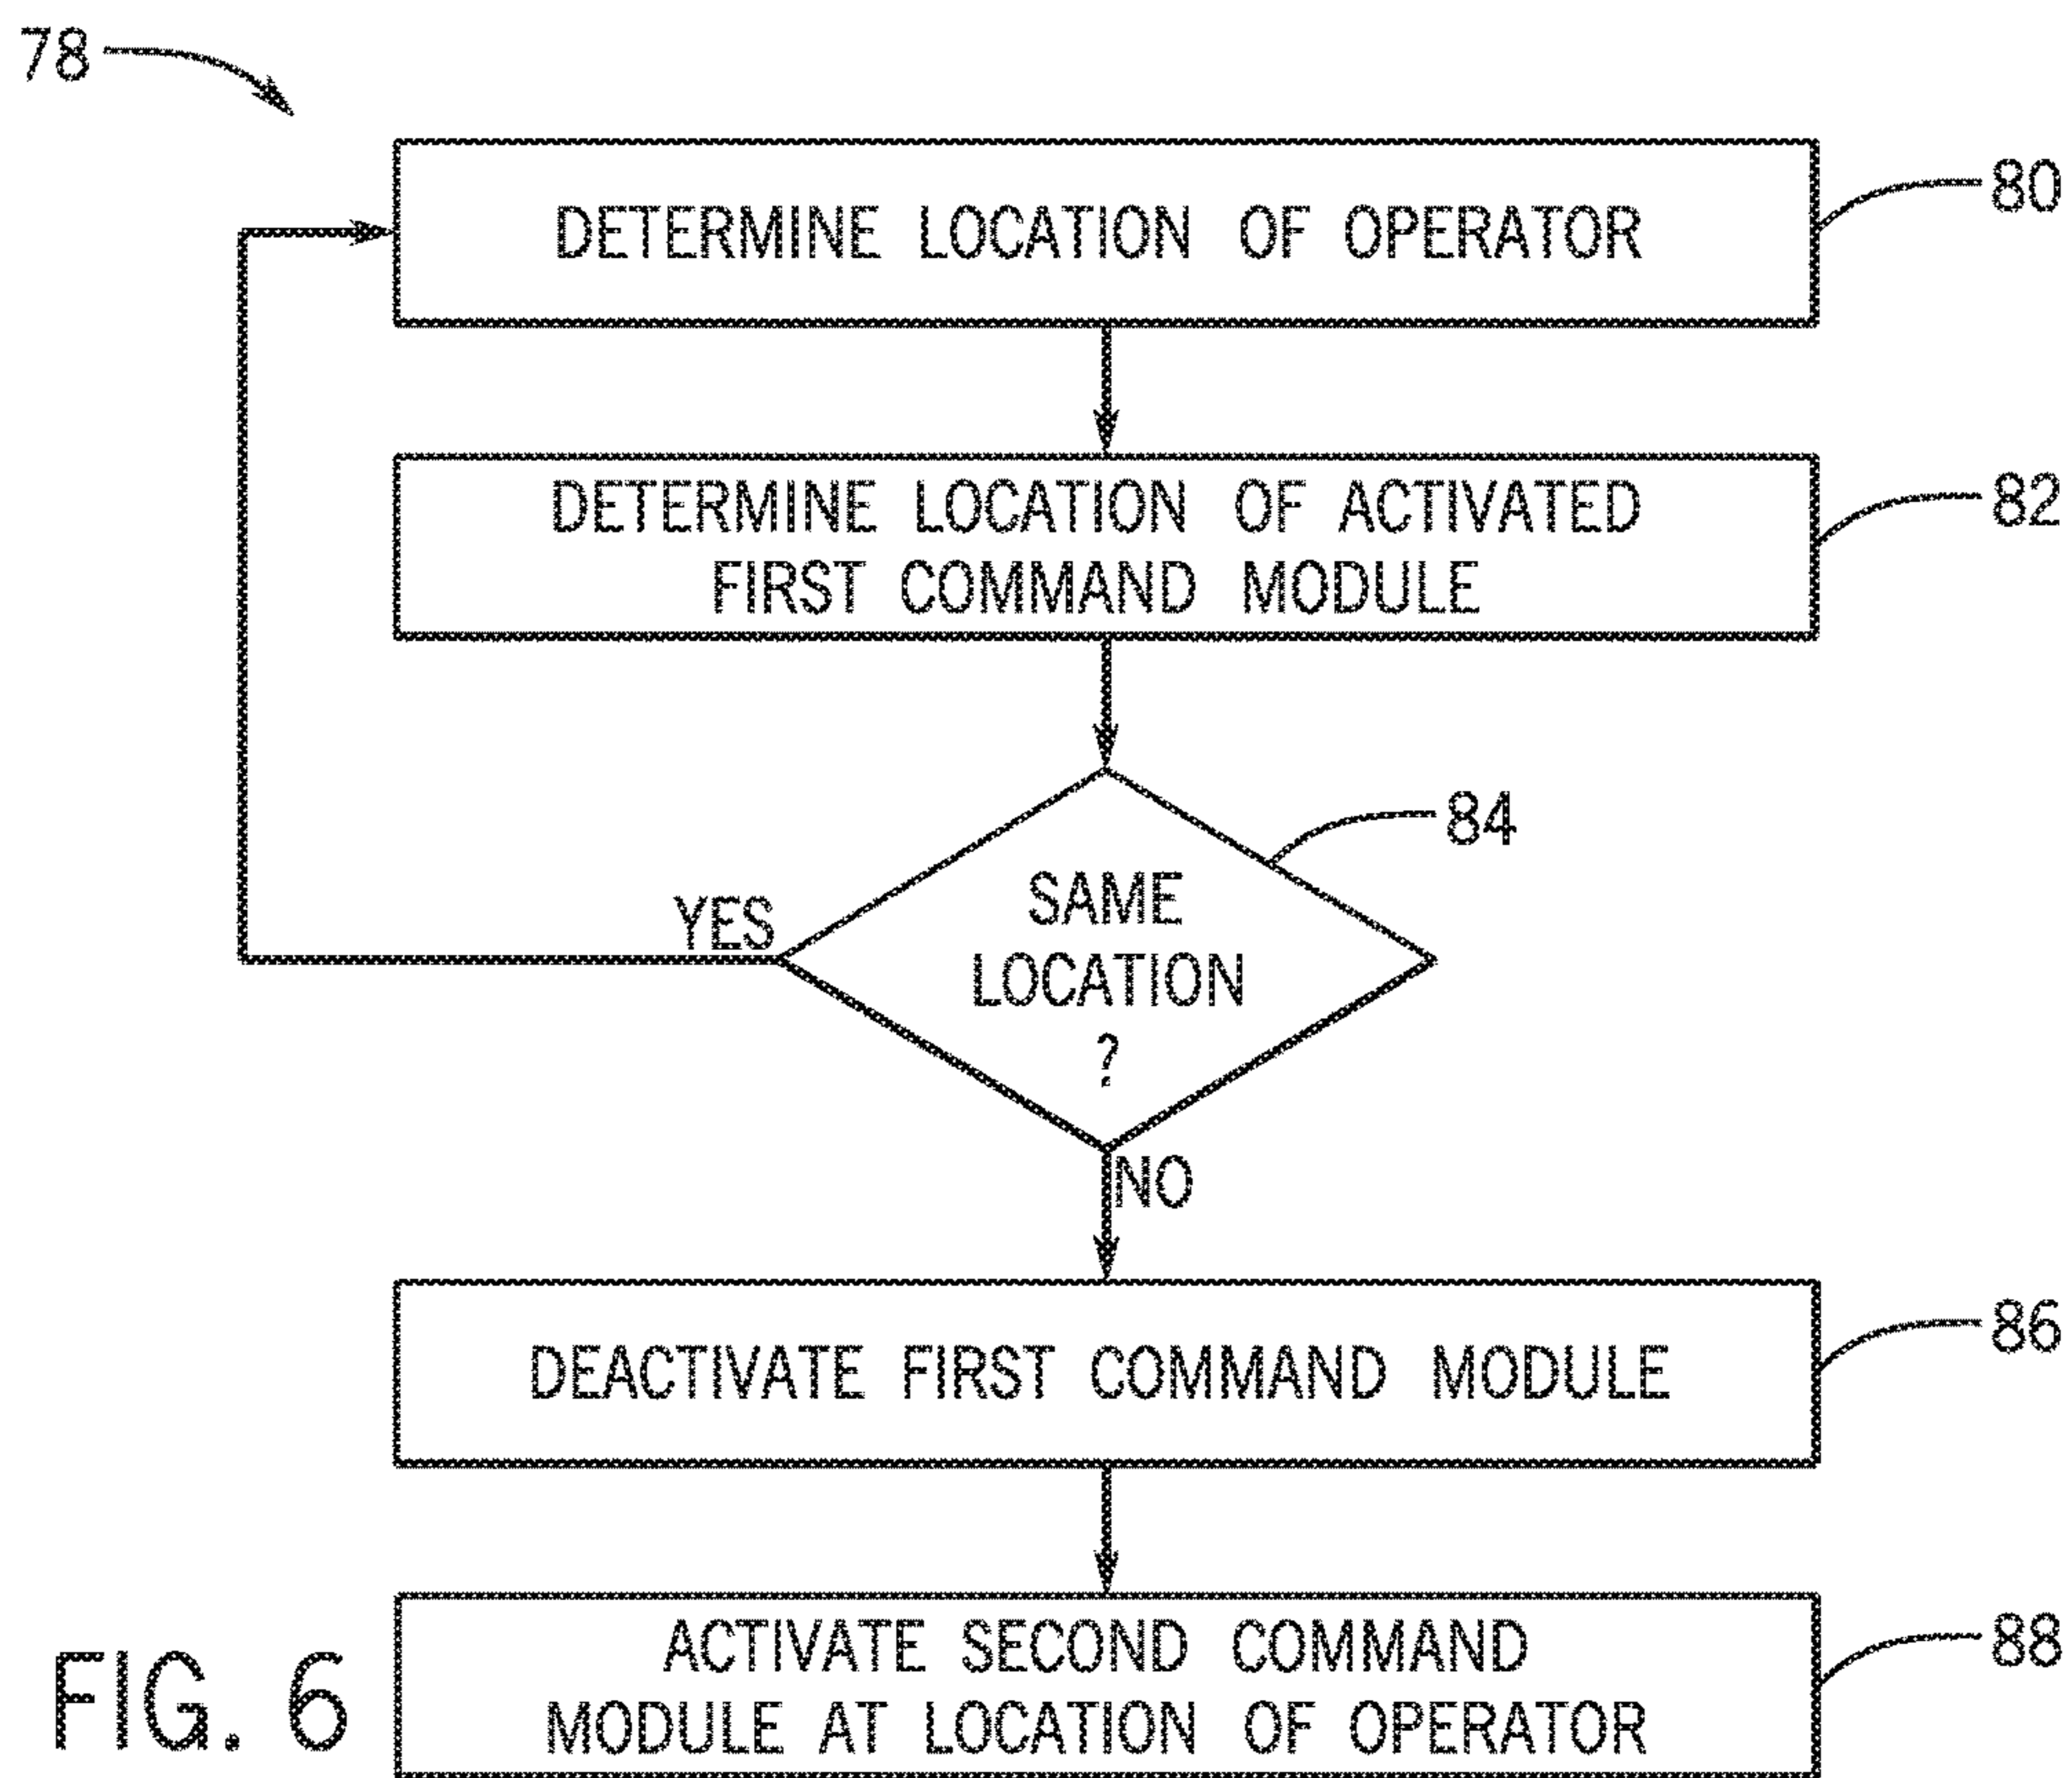 78
DETERMINE LOCATION OF OPERATOR
80
DETERMINE LOCATION OF ACTIVATED
FIRST COMMAND MODULE
82
84
SAME
LOCATION
?
YES
NO
DEACTIVATE FIRST COMMAND MODULE
86
ACTIVATE SECOND COMMAND
MODULE AT LOCATION OF OPERATOR
88
FIG. 6